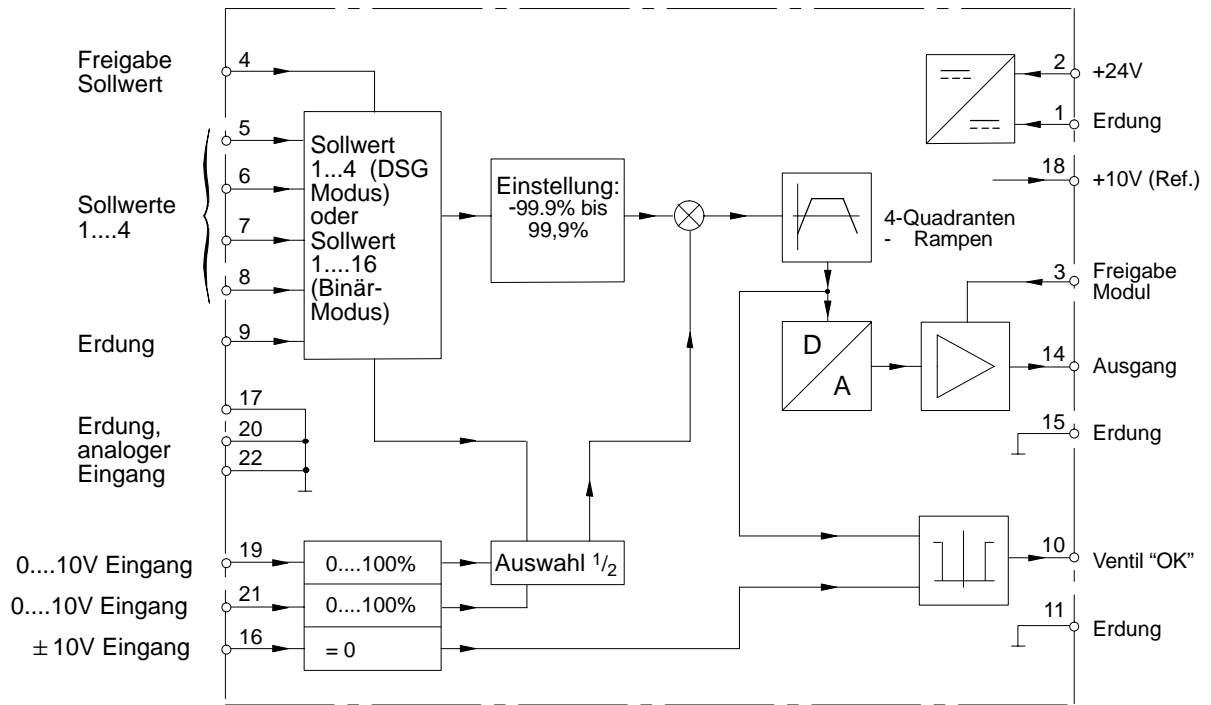 4
Freigabe
Sollwert
5
6
7
8
9
Sollwerte
1....4
Erdung
Sollwert
1...4 (DSG
Modus)
oder
Sollwert
1....16
(Binär-
Modus)
Einstellung:
-99.9% bis
99,9%
4-Quadranten
- Rampen
2
+24V
1
Erdung
18
+10V (Ref.)
3
Freigabe
Modul
D
A
14
Ausgang
15
Erdung
17
20
22
Erdung,
analoger
Eingang
19
0....10V Eingang
0....100%
Auswahl 1/2
21
0....10V Eingang
0....100%
16
±10V Eingang
= 0
10
Ventil “OK”
11
Erdung